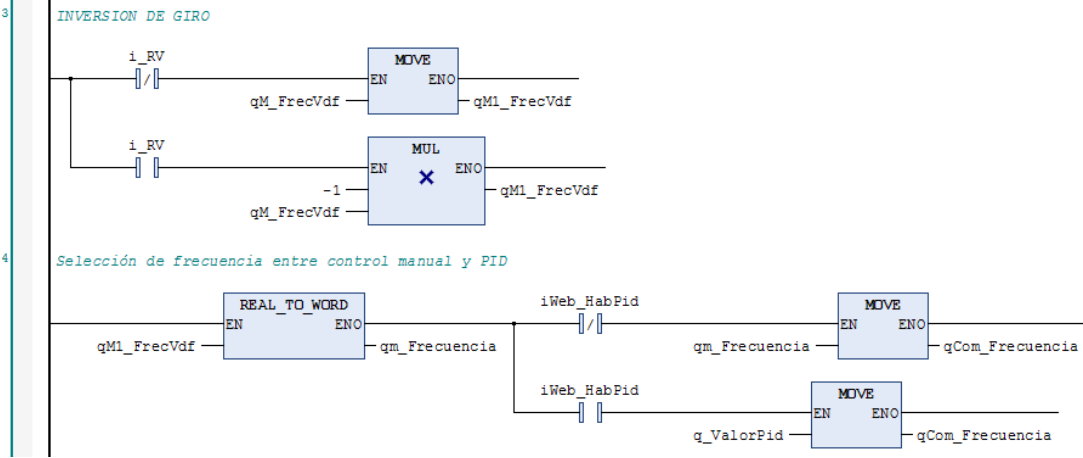 3
INVERSION DE GIRO
i_RV
MOVE
EN ENO
qM_FrecVdf qM1_FrecVdf
i_RV
MUL
EN ENO
-1 qM1_FrecVdf
qM_FrecVdf
4
Selección de frecuencia entre control manual y PID
REAL_TO_WORD iWeb_HabPid MOVE
EN ENO EN ENO
qM1_FrecVdf qm_Frecuencia qm_Frecuencia qCom_Frecuencia
iWeb_HabPid MOVE
EN ENO
q_ValorPid qCom_Frecuencia